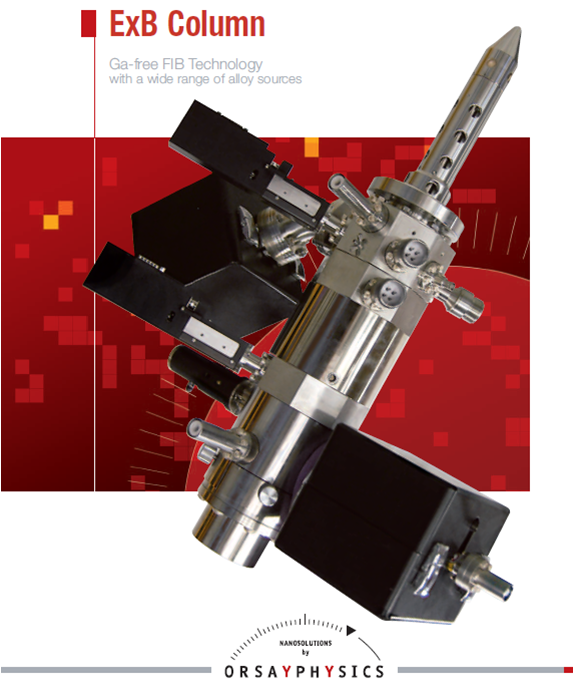 ExB Column
Ga-free FIB Technology
with a wide range of alloy sources
NANOSOLUTIONS
by
ORSAYPHYSICS